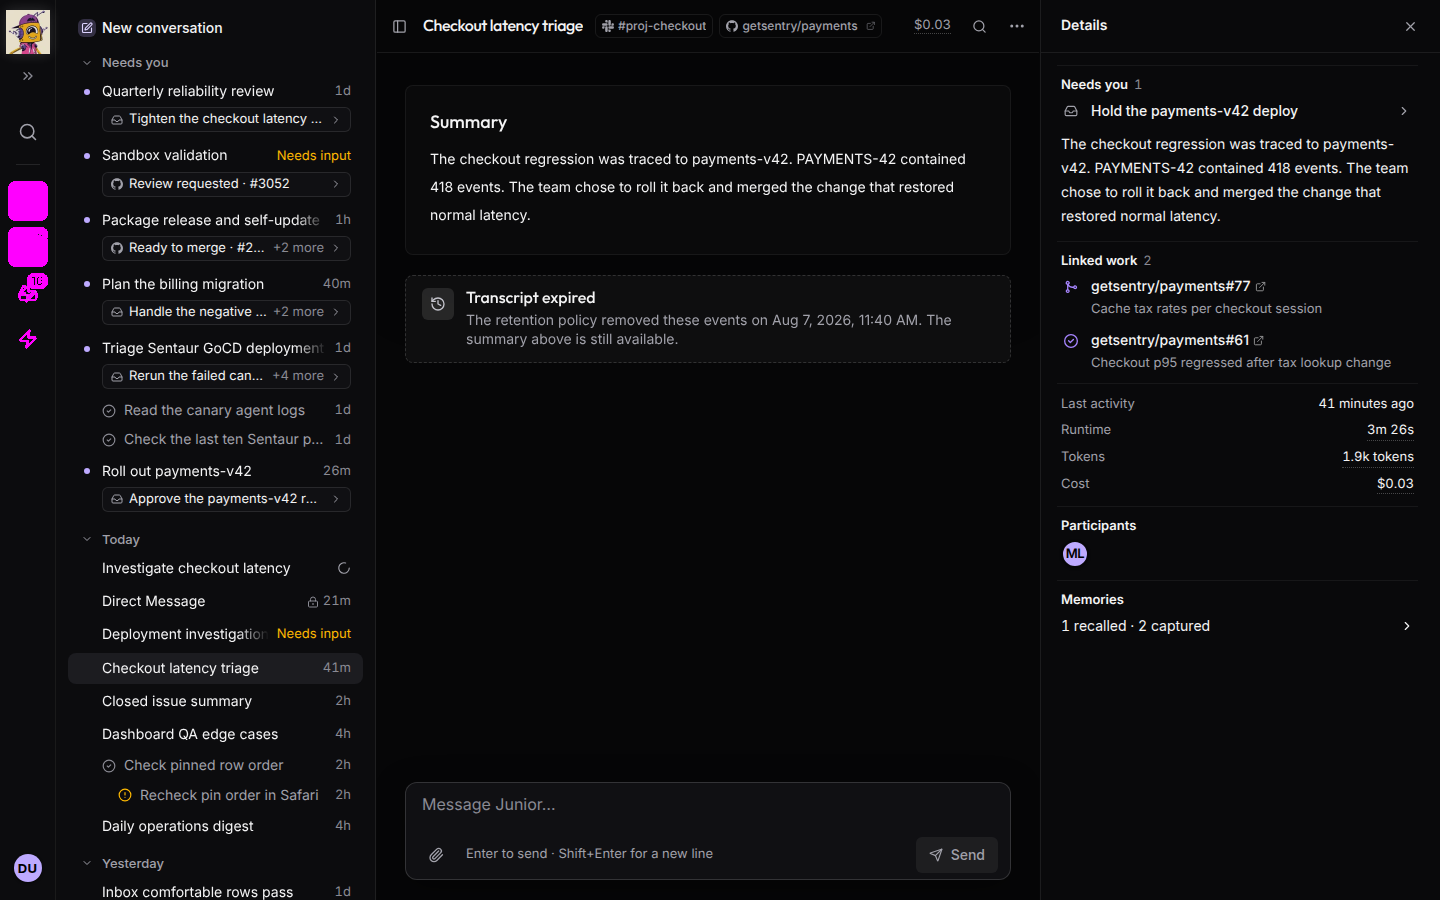 New conversation
Needs you
Quarterly reliability review 1d
Tighten the checkout latency ...
Sandbox validation Needs input
Review requested · #3052
Package release and self-update 1h
Ready to merge · #2... +2 more
Plan the billing migration 40m
Handle the negative ... +2 more
Triage Sentaur GoCD deployment 1d
Rerun the failed can... +4 more
Read the canary agent logs 1d
Check the last ten Sentaur p... 1d
Roll out payments-v42 26m
Approve the payments-v42 r...
Today
Investigate checkout latency
Direct Message 21m
Deployment investigation Needs input
Checkout latency triage 41m
Closed issue summary 2h
Dashboard QA edge cases 4h
Check pinned row order 2h
Recheck pin order in Safari 2h
Daily operations digest 4h
Yesterday
Inbox comfortable rows pass 1d
DU
Checkout latency triage #proj-checkout getsentry/payments $0.03
Summary
The checkout regression was traced to payments-v42. PAYMENTS-42 contained
418 events. The team chose to roll it back and merged the change that restored
normal latency.
Transcript expired
The retention policy removed these events on Aug 7, 2026, 11:40 AM. The
summary above is still available.
Message Junior...
Enter to send · Shift+Enter for a new line
Send
Details
Needs you 1
Hold the payments-v42 deploy
The checkout regression was traced to payments-
v42. PAYMENTS-42 contained 418 events. The team
chose to roll it back and merged the change that
restored normal latency.
Linked work 2
getsentry/payments#77
Cache tax rates per checkout session
getsentry/payments#61
Checkout p95 regressed after tax lookup change
Last activity 41 minutes ago
Runtime 3m 26s
Tokens 1.9k tokens
Cost $0.03
Participants
ML
Memories
1 recalled · 2 captured